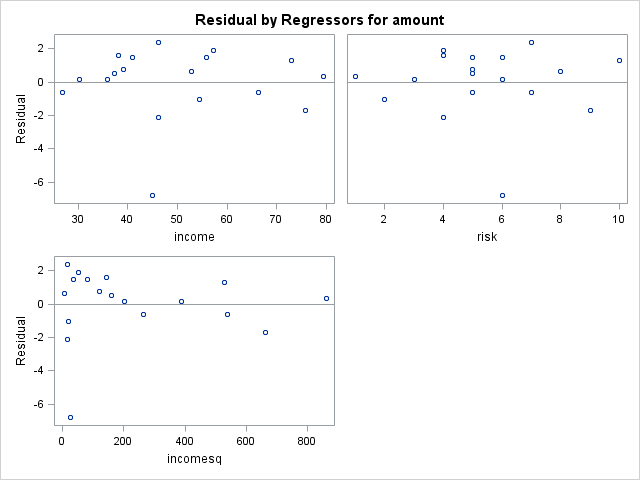 Residual by Regressors for amount
2
0
-2
-4
-6
Residual
30 40 50 60 70 80
income
2 4 6 8 10
risk
2
0
-2
-4
-6
Residual
0 200 400 600 800
incomesq